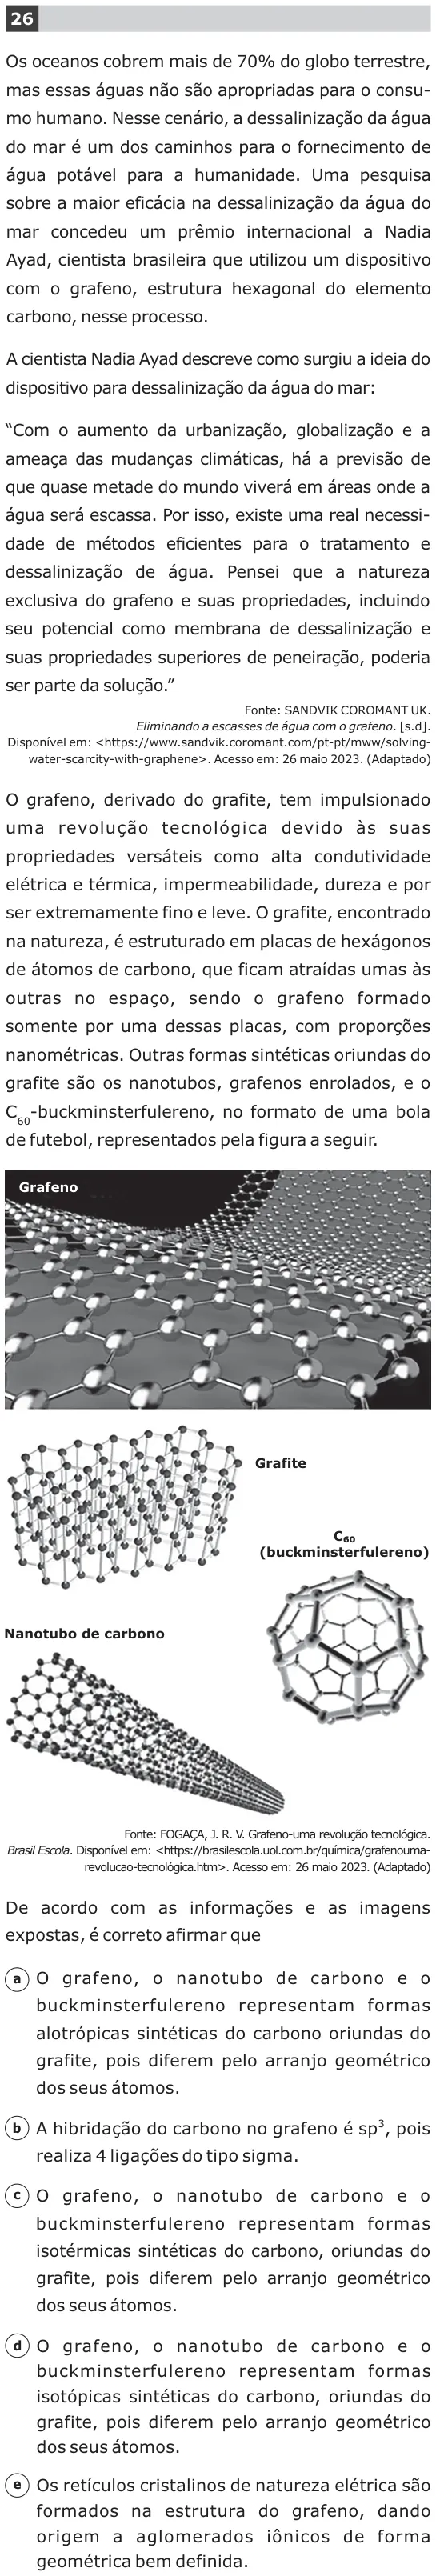 26
Os oceanos cobrem mais de 70% do globo terrestre,
mas essas águas não são apropriadas para o consu-
mo humano. Nesse cenário, a dessalinização da água
do mar é um dos caminhos para o fornecimento de
água potável para a humanidade. Uma pesquisa
sobre a maior eficácia na dessalinização da água do
mar concedeu um prêmio internacional a Nadia
Ayad, cientista brasileira que utilizou um dispositivo
com o grafeno, estrutura hexagonal do elemento
carbono, nesse processo.
A cientista Nadia Ayad descreve como surgiu a ideia do
dispositivo para dessalinização da água do mar:
“Com o aumento da urbanização, globalização e a
ameaça das mudanças climáticas, há a previsão de
que quase metade do mundo viverá em áreas onde a
água será escassa. Por isso, existe uma real necessi-
dade de métodos eficientes para o tratamento e
dessalinização de água. Pensei que a natureza
exclusiva do grafeno e suas propriedades, incluindo
seu potencial como membrana de dessalinização e
suas propriedades superiores de peneiração, poderia
ser parte da solução.”
Fonte: SANDVIK COROMANT UK.
Eliminando a escasses de água com o grafeno. [s.d].
Disponível em: <https://www.sandvik.coromant.com/pt-pt/mww/solving-
water-scarcity-with-graphene>. Acesso em: 26 maio 2023. (Adaptado)
O grafeno, derivado do grafite, tem impulsionado
uma revolução tecnológica devido às suas
propriedades versáteis como alta condutividade
elétrica e térmica, impermeabilidade, dureza e por
ser extremamente fino e leve. O grafite, encontrado
na natureza, é estruturado em placas de hexágonos
de átomos de carbono, que ficam atraídas umas às
outras no espaço, sendo o grafeno formado
somente por uma dessas placas, com proporções
nanométricas. Outras formas sintéticas oriundas do
grafite são os nanotubos, grafenos enrolados, e o
C60-buckminsterfulereno, no formato de uma bola
de futebol, representados pela figura a seguir.
Grafeno
Grafite
C60
(buckminsterfulereno)
Nanotubo de carbono
Fonte: FOGAÇA, J. R. V. Grafeno-uma revolução tecnológica.
Brasil Escola. Disponível em: <https://brasilescola.uol.com.br/química/grafenouma-
revolucao-tecnológica.htm>. Acesso em: 26 maio 2023. (Adaptado)
De acordo com as informações e as imagens
expostas, é correto afirmar que
a O grafeno, o nanotubo de carbono e o
buckminsterfulereno representam formas
alotrópicas sintéticas do carbono oriundas do
grafite, pois diferem pelo arranjo geométrico
dos seus átomos.
b A hibridação do carbono no grafeno é sp³, pois
realiza 4 ligações do tipo sigma.
c O grafeno, o nanotubo de carbono e o
buckminsterfulereno representam formas
isotérmicas sintéticas do carbono, oriundas do
grafite, pois diferem pelo arranjo geométrico
dos seus átomos.
d O grafeno, o nanotubo de carbono e o
buckminsterfulereno representam formas
isotópicas sintéticas do carbono, oriundas do
grafite, pois diferem pelo arranjo geométrico
dos seus átomos.
e Os retículos cristalinos de natureza elétrica são
formados na estrutura do grafeno, dando
origem a aglomerados iônicos de forma
geométrica bem definida.